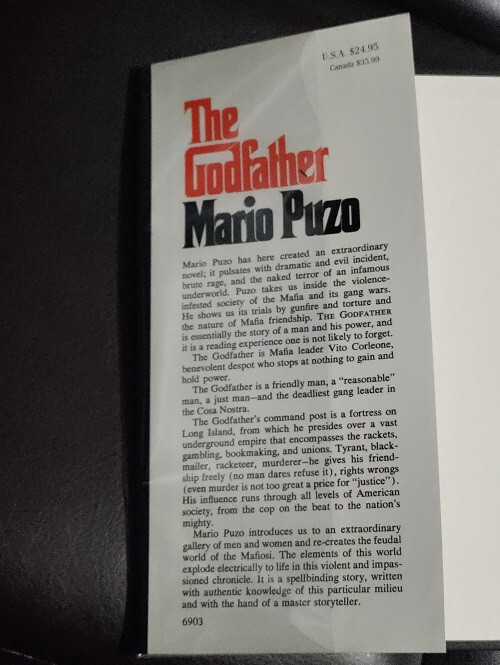 U.S.A. $24.95
Canada $35.99
The
Godfather
Mario Puzo
Mario Puzo has here created an extraordinary
novel; it pulsates with dramatic and evil incident,
brute rage, and the naked terror of an infamous
underworld. Puzo takes us inside the violence-
infested society of the Mafia and its gang wars.
He shows us its trials by gunfire and torture and
the nature of Mafia friendship. THE GODFATHER
is essentially the story of a man and his power, and
it is a reading experience one is not likely to forget.
The Godfather is Mafia leader Vito Corleone,
benevolent despot who stops at nothing to gain and
hold power.
The Godfather is a friendly man, a “reasonable”
man, a just man—and the deadliest gang leader in
the Cosa Nostra.
The Godfather's command post is a fortress on
Long Island, from which he presides over a vast
underground empire that encompasses the rackets,
gambling, bookmaking, and unions. Tyrant, black-
mailer, racketeer, murderer—he gives his friend-
ship freely (no man dares refuse it), rights wrongs
(even murder is not too great a price for “justice”).
His influence runs through all levels of American
society, from the cop on the beat to the nation's
mighty.
Mario Puzo introduces us to an extraordinary
gallery of men and women and re-creates the feudal
world of the Mafiosi. The elements of this world
explode electrically to life in this violent and impas-
sioned chronicle. It is a spellbinding story, written
with authentic knowledge of this particular milieu
and with the hand of a master storyteller.
6903